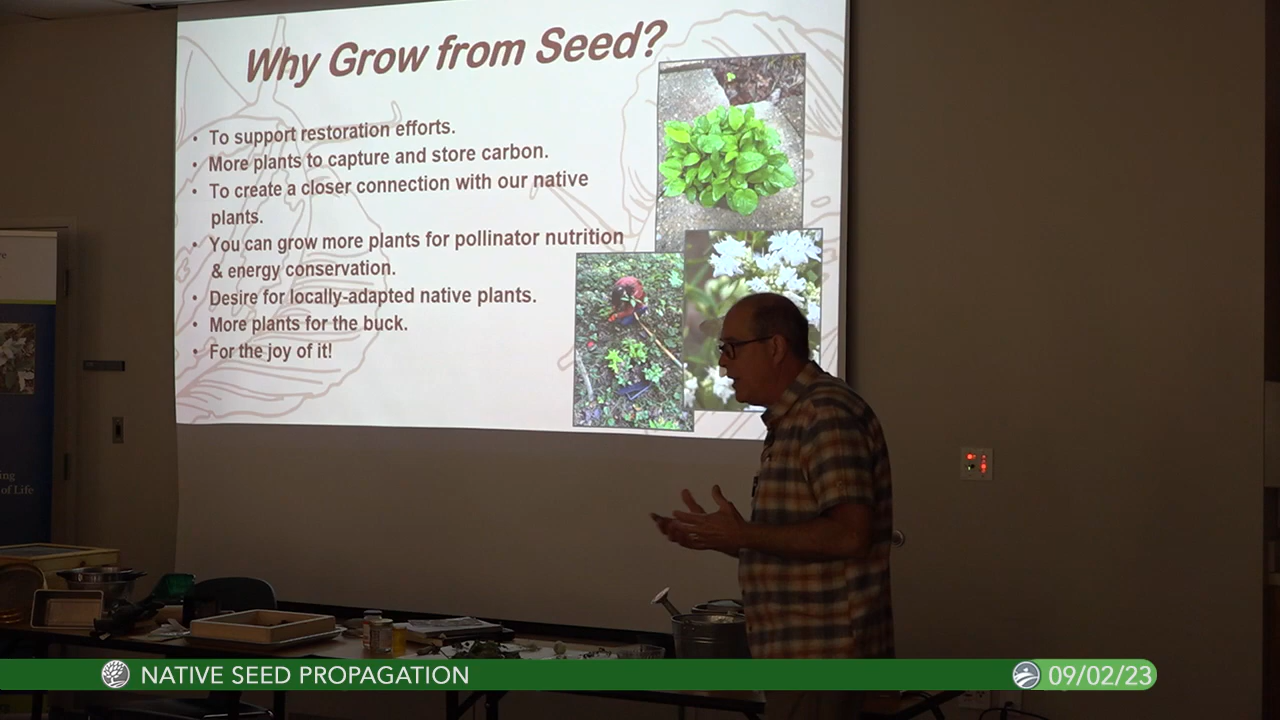 Why Grow from Seed?
• To support restoration efforts.
• More plants to capture and store carbon.
• To create a closer connection with our native
plants.
• You can grow more plants for pollinator nutrition
& energy conservation.
• Desire for locally-adapted native plants.
• More plants for the buck.
• For the joy of it!
of Life
NATIVE SEED PROPAGATION
09/02/23